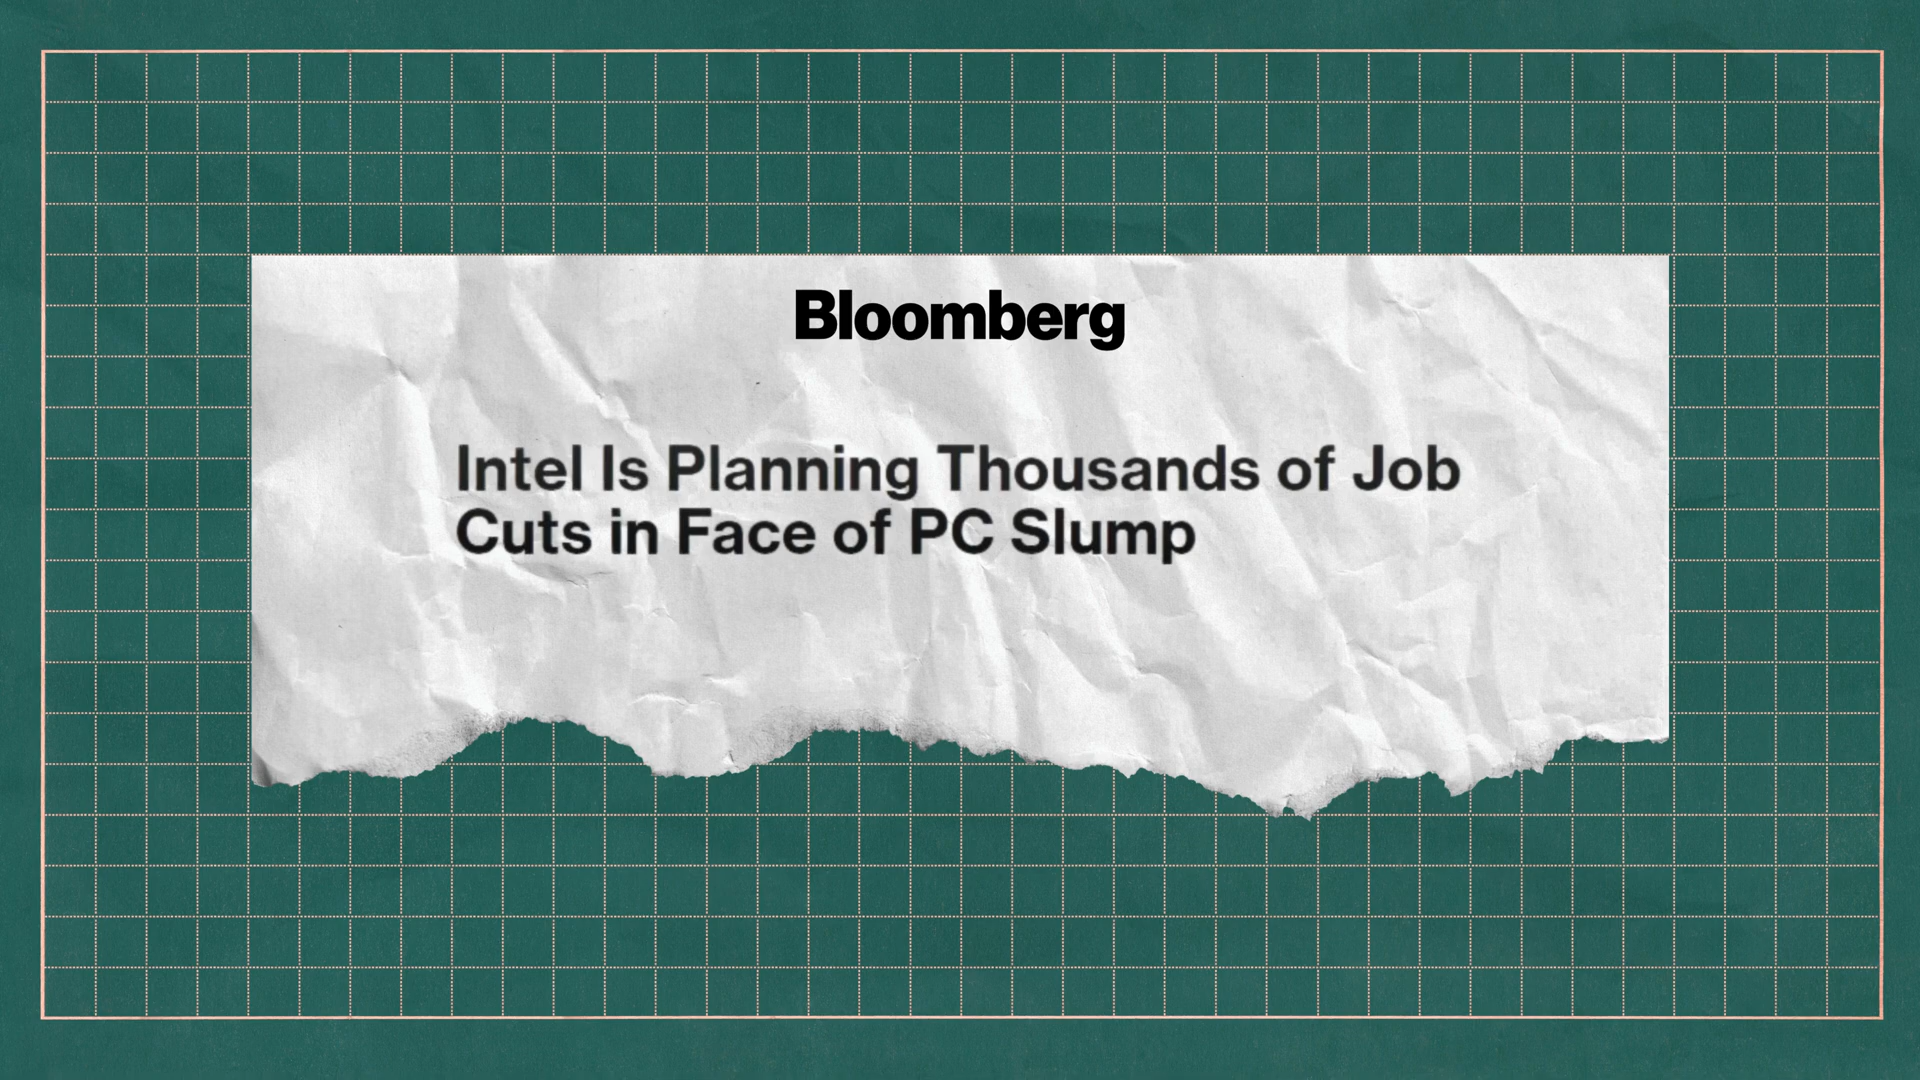 Bloomberg
Intel Is Planning Thousands of Job
Cuts in Face of PC Slump